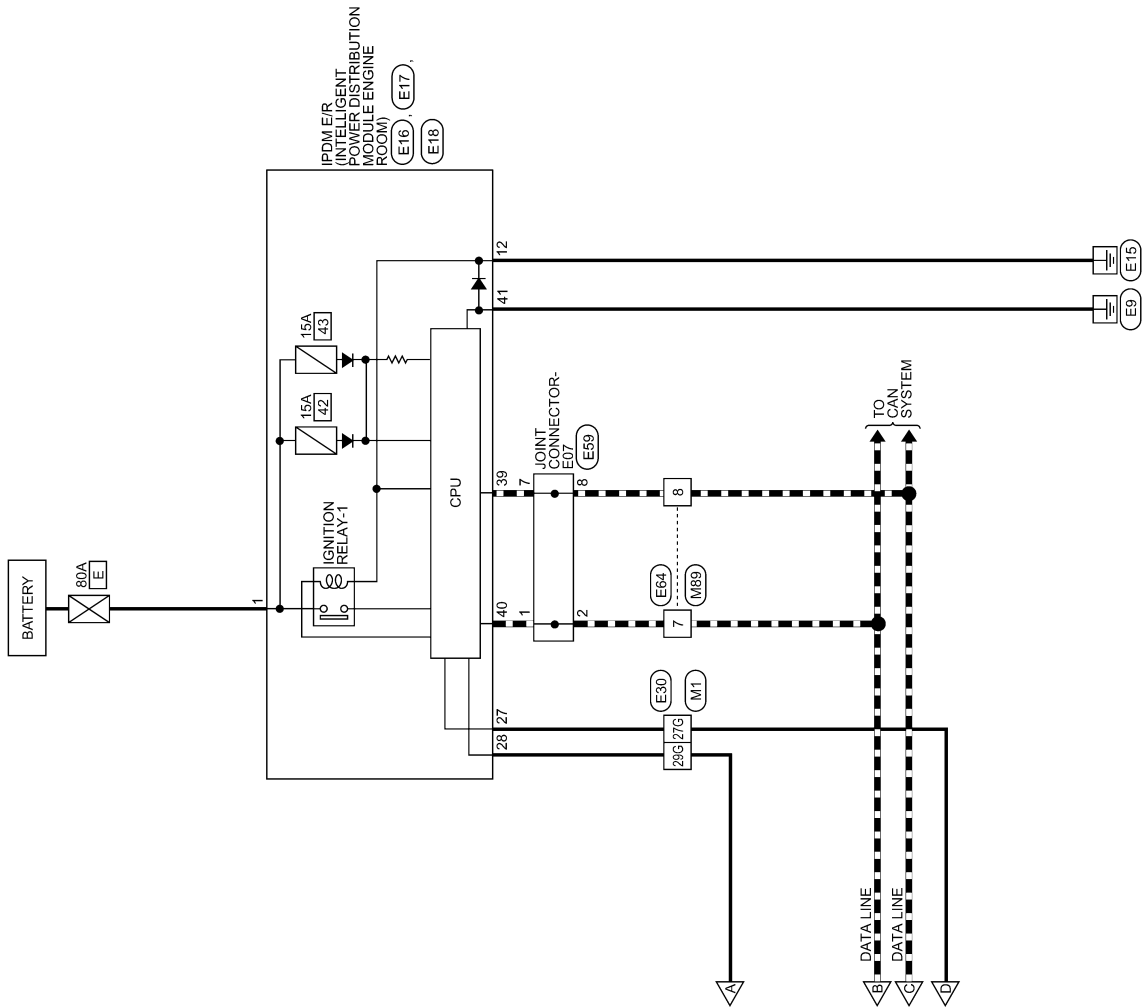 BATTERY
80A
E
1
IPDM E/R
(INTELLIGENT
POWER DISTRIBUTION
MODULE ENGINE
ROOM)
E16 , E17 ,
E18
15A
42
15A
43
IGNITION
RELAY-1
CPU
28
27
40
39
41
12
JOINT
CONNECTOR-
E07
E59
1
7
2
8
E30
M1
29G
27G
E64
M89
7
8
E9
E15
TO
CAN
SYSTEM
DATA LINE
DATA LINE
A
B
C
D